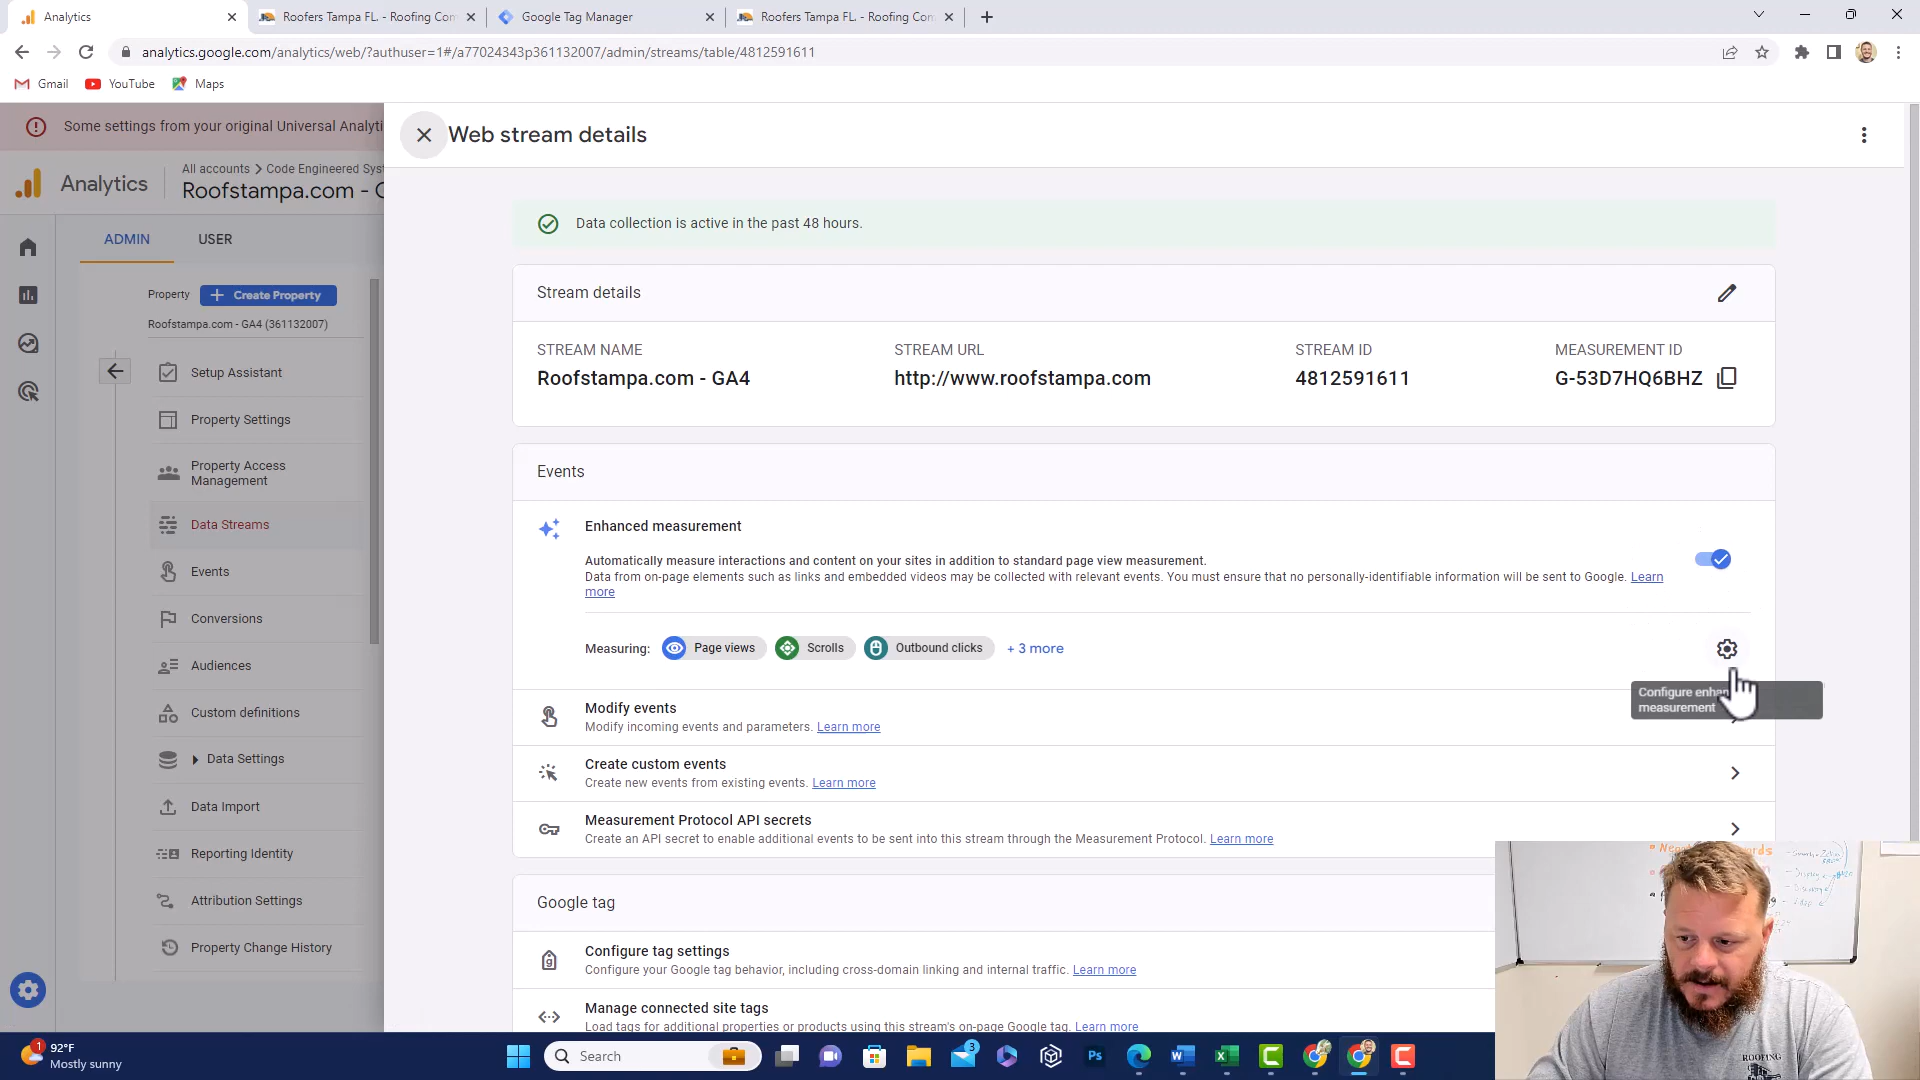 Analytics
Roofers Tampa FL. - Roofing Con
Google Tag Manager
Roofers Tampa FL. - Roofing Con
analytics.google.com/analytics/web/?authuser=1#/a77024343p361132007/admin/streams/table/4812591611
Gmail
YouTube
Maps
Some settings from your original Universal Analyti
Analytics
All accounts > Code Engineered Sys
Roofstampa.com -
ADMIN
USER
Property
+ Create Property
Roofstampa.com - GA4 (361132007)
Setup Assistant
Property Settings
Property Access
Management
Data Streams
Events
Conversions
Audiences
Custom definitions
Data Settings
Data Import
Reporting Identity
Attribution Settings
Property Change History
Web stream details
Data collection is active in the past 48 hours.
Stream details
STREAM NAME
Roofstampa.com - GA4
STREAM URL
http://www.roofstampa.com
STREAM ID
4812591611
MEASUREMENT ID
G-53D7HQ6BHZ
Events
Enhanced measurement
Automatically measure interactions and content on your sites in addition to standard page view measurement.
Data from on-page elements such as links and embedded videos may be collected with relevant events. You must ensure that no personally-identifiable information will be sent to Google. Learn
more
Measuring:
Page views
Scrolls
Outbound clicks
+ 3 more
Configure enhan
measurement
Modify events
Modify incoming events and parameters. Learn more
Create custom events
Create new events from existing events. Learn more
Measurement Protocol API secrets
Create an API secret to enable additional events to be sent into this stream through the Measurement Protocol. Learn more
Google tag
Configure tag settings
Configure your Google tag behavior, including cross-domain linking and internal traffic. Learn more
Manage connected site tags
Load tags for additional properties or products using this stream's on-page Google tag. Learn more
ROOFING
1
92°F
Mostly sunny
Search
3
Ps